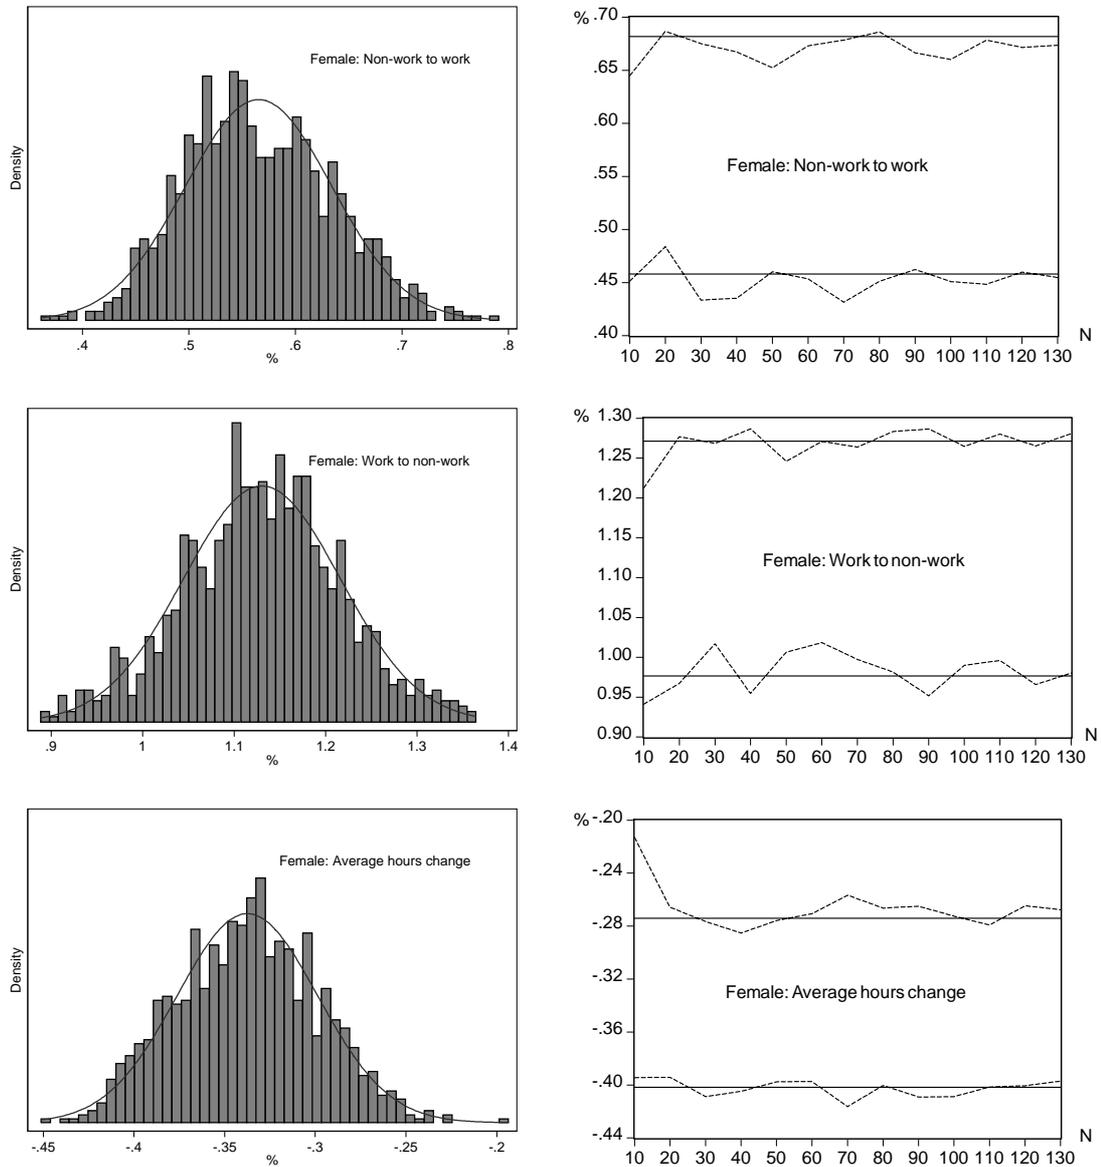 Female: Non-work to work
Density
.4 .5 .6 .7 .8
%
% .70
.65
.60
.55
.50
.45
.40
Female: Non-work to work
10 20 30 40 50 60 70 80 90 100 110 120 130
N
Female: Work to non-work
Density
.9 1 1.1 1.2 1.3 1.4
%
% 1.30
1.25
1.20
1.15
1.10
1.05
1.00
0.95
0.90
Female: Work to non-work
10 20 30 40 50 60 70 80 90 100 110 120 130
N
Female: Average hours change
Density
-.45 -.4 -.35 -.3 -.25 -.2
%
% -.20
-.24
-.28
-.32
-.36
-.40
-.44
Female: Average hours change
10 20 30 40 50 60 70 80 90 100 110 120 130
N